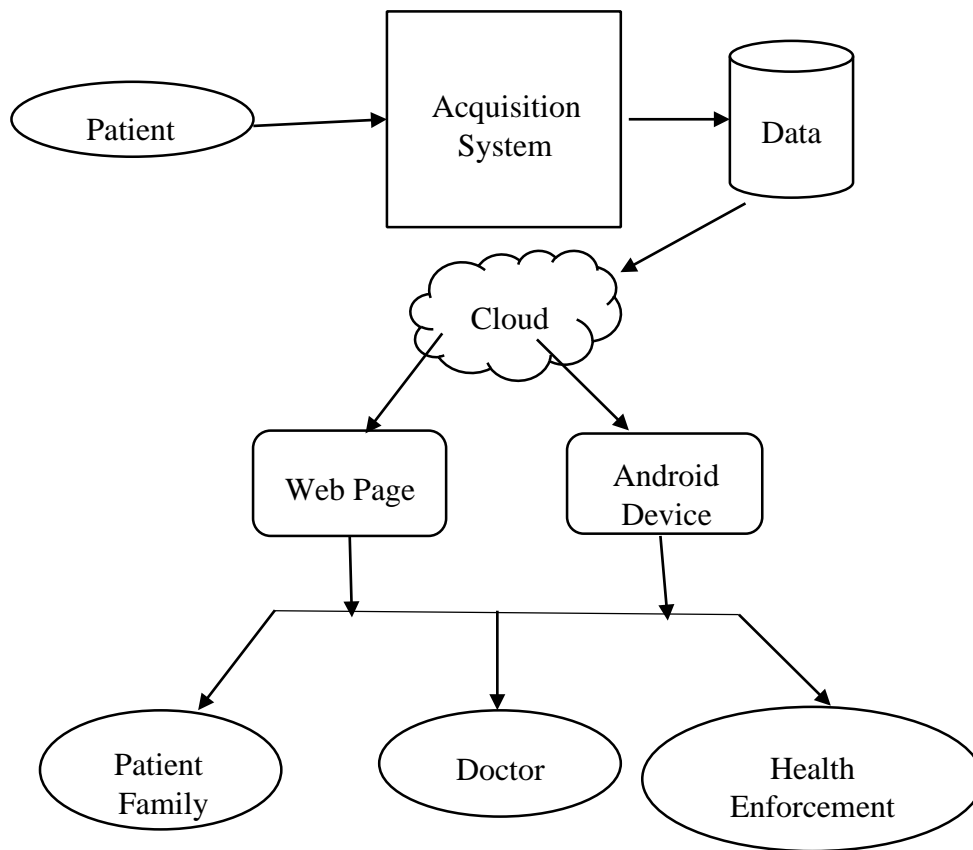 Patient
Acquisition
System
Data
Cloud
Web Page
Android
Device
Patient
Family
Doctor
Health
Enforcement